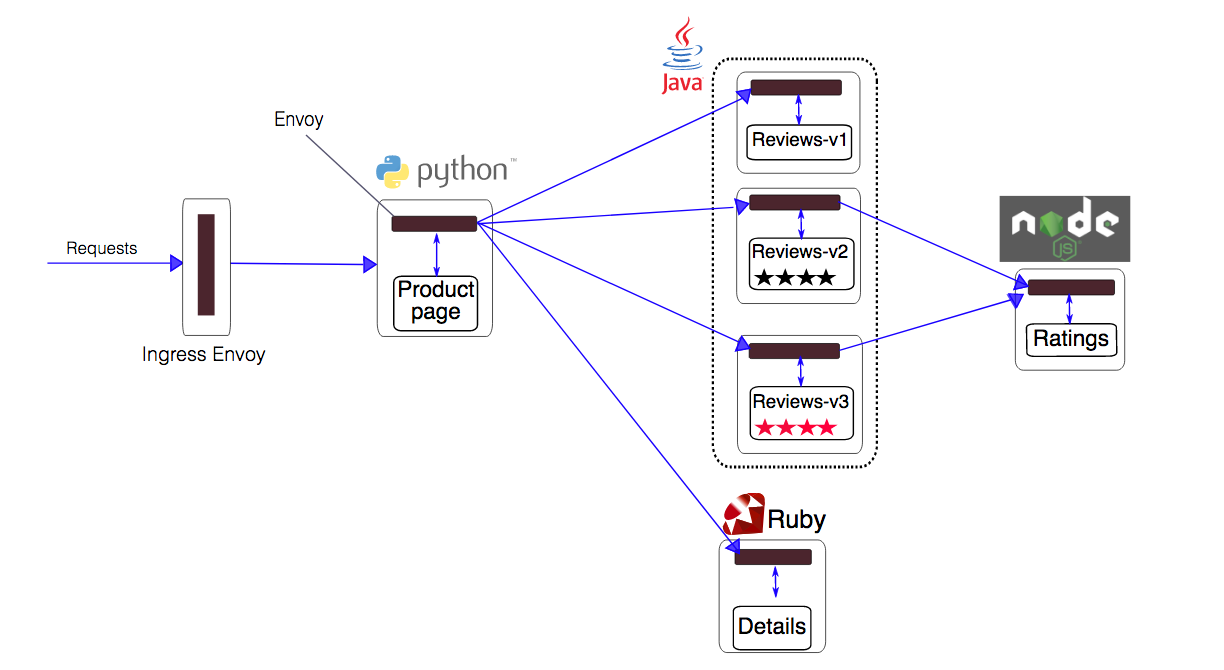 Java
Reviews-v1
Envoy
python™
Reviews-v2
node
JS
Requests
Product
page
Ratings
Ingress Envoy
Reviews-v3
Ruby
Details